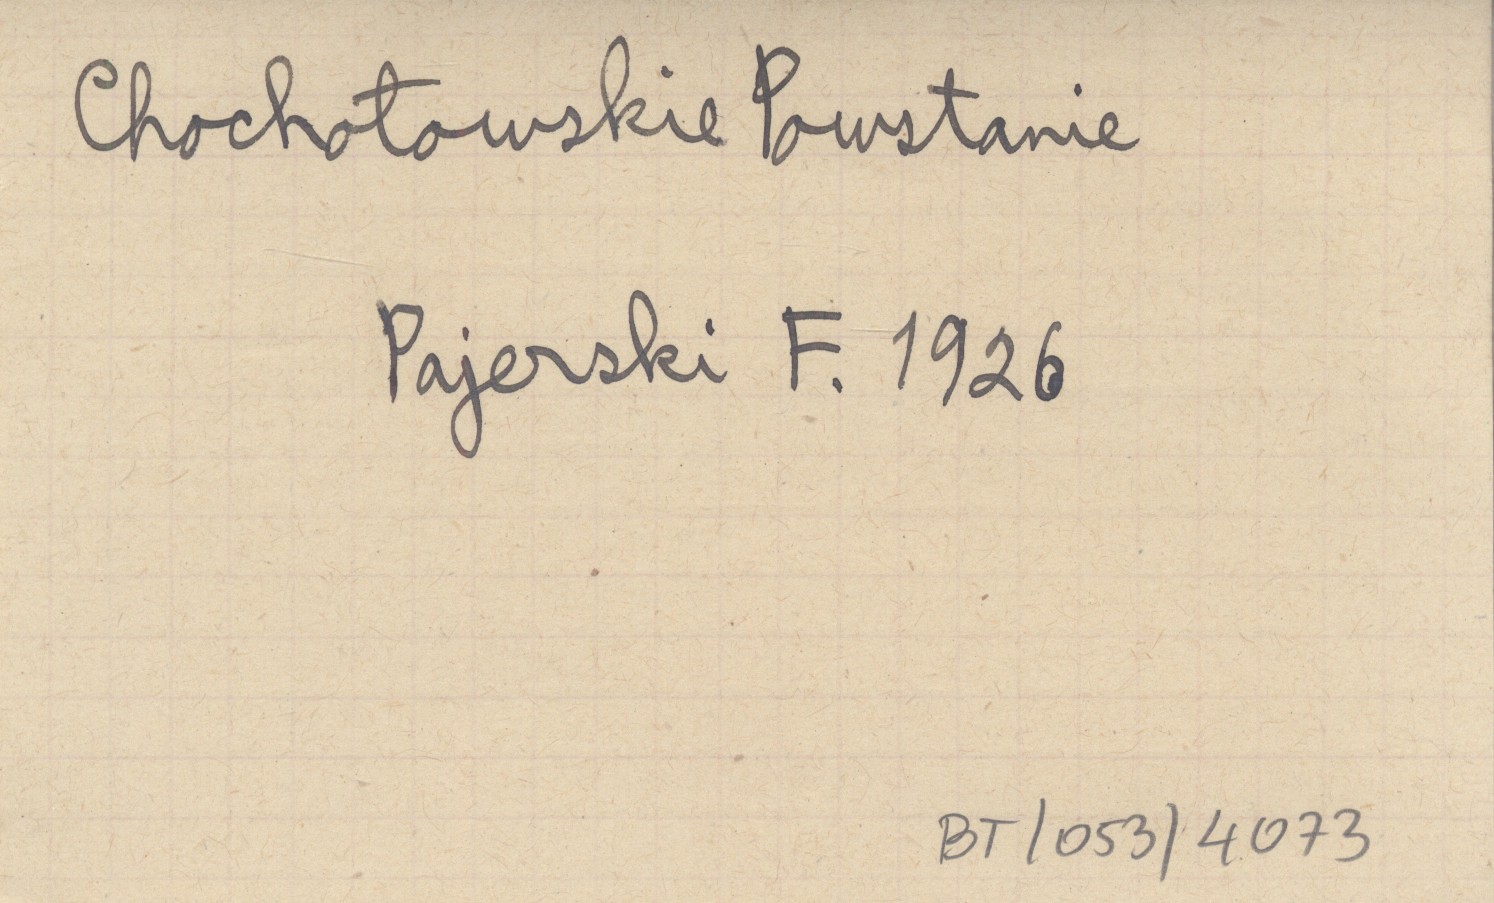 Chochołowskie Powstanie
Pajerski F. 1926
BT/053/4073